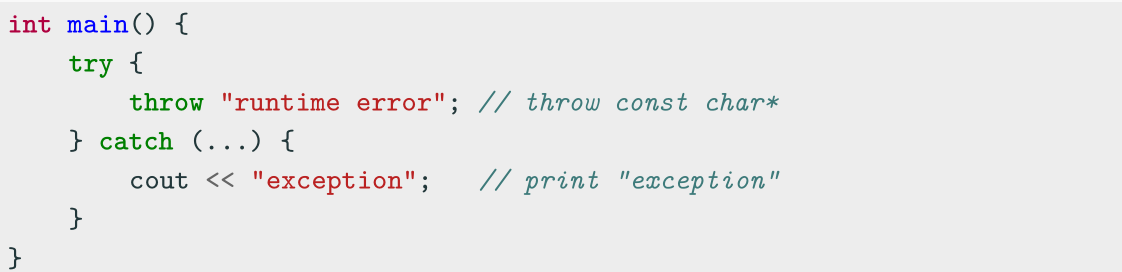 int main() {
    try {
        throw "runtime error"; // throw const char*
    } catch (...) {
        cout << "exception";   // print "exception"
    }
}